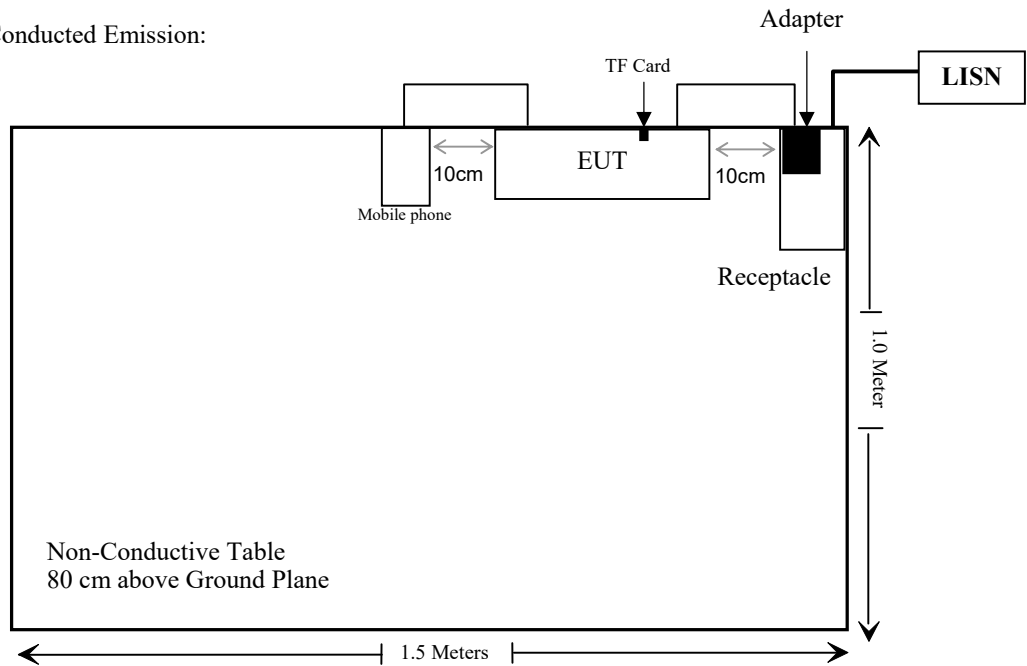 onducted Emission:
Adapter
TF Card
LISN
EUT
10cm
10cm
Mobile phone
Receptacle
1.0 Meter
Non-Conductive Table
80 cm above Ground Plane
1.5 Meters